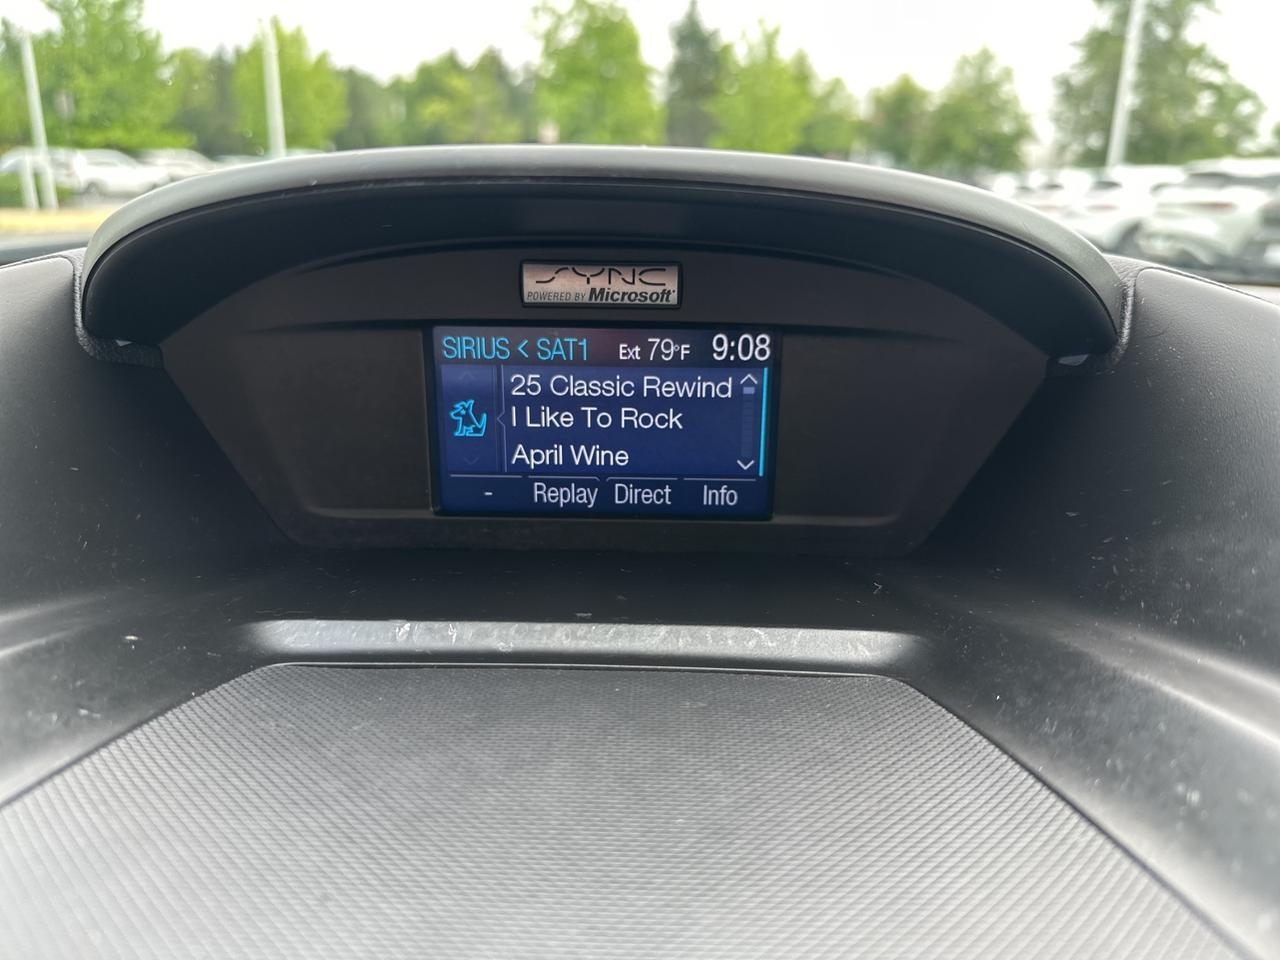 SYNC
POWERED BY Microsoft
SIRIUS < SAT1 Ext 79°F 9:08
25 Classic Rewind
I Like To Rock
April Wine
- Replay Direct Info